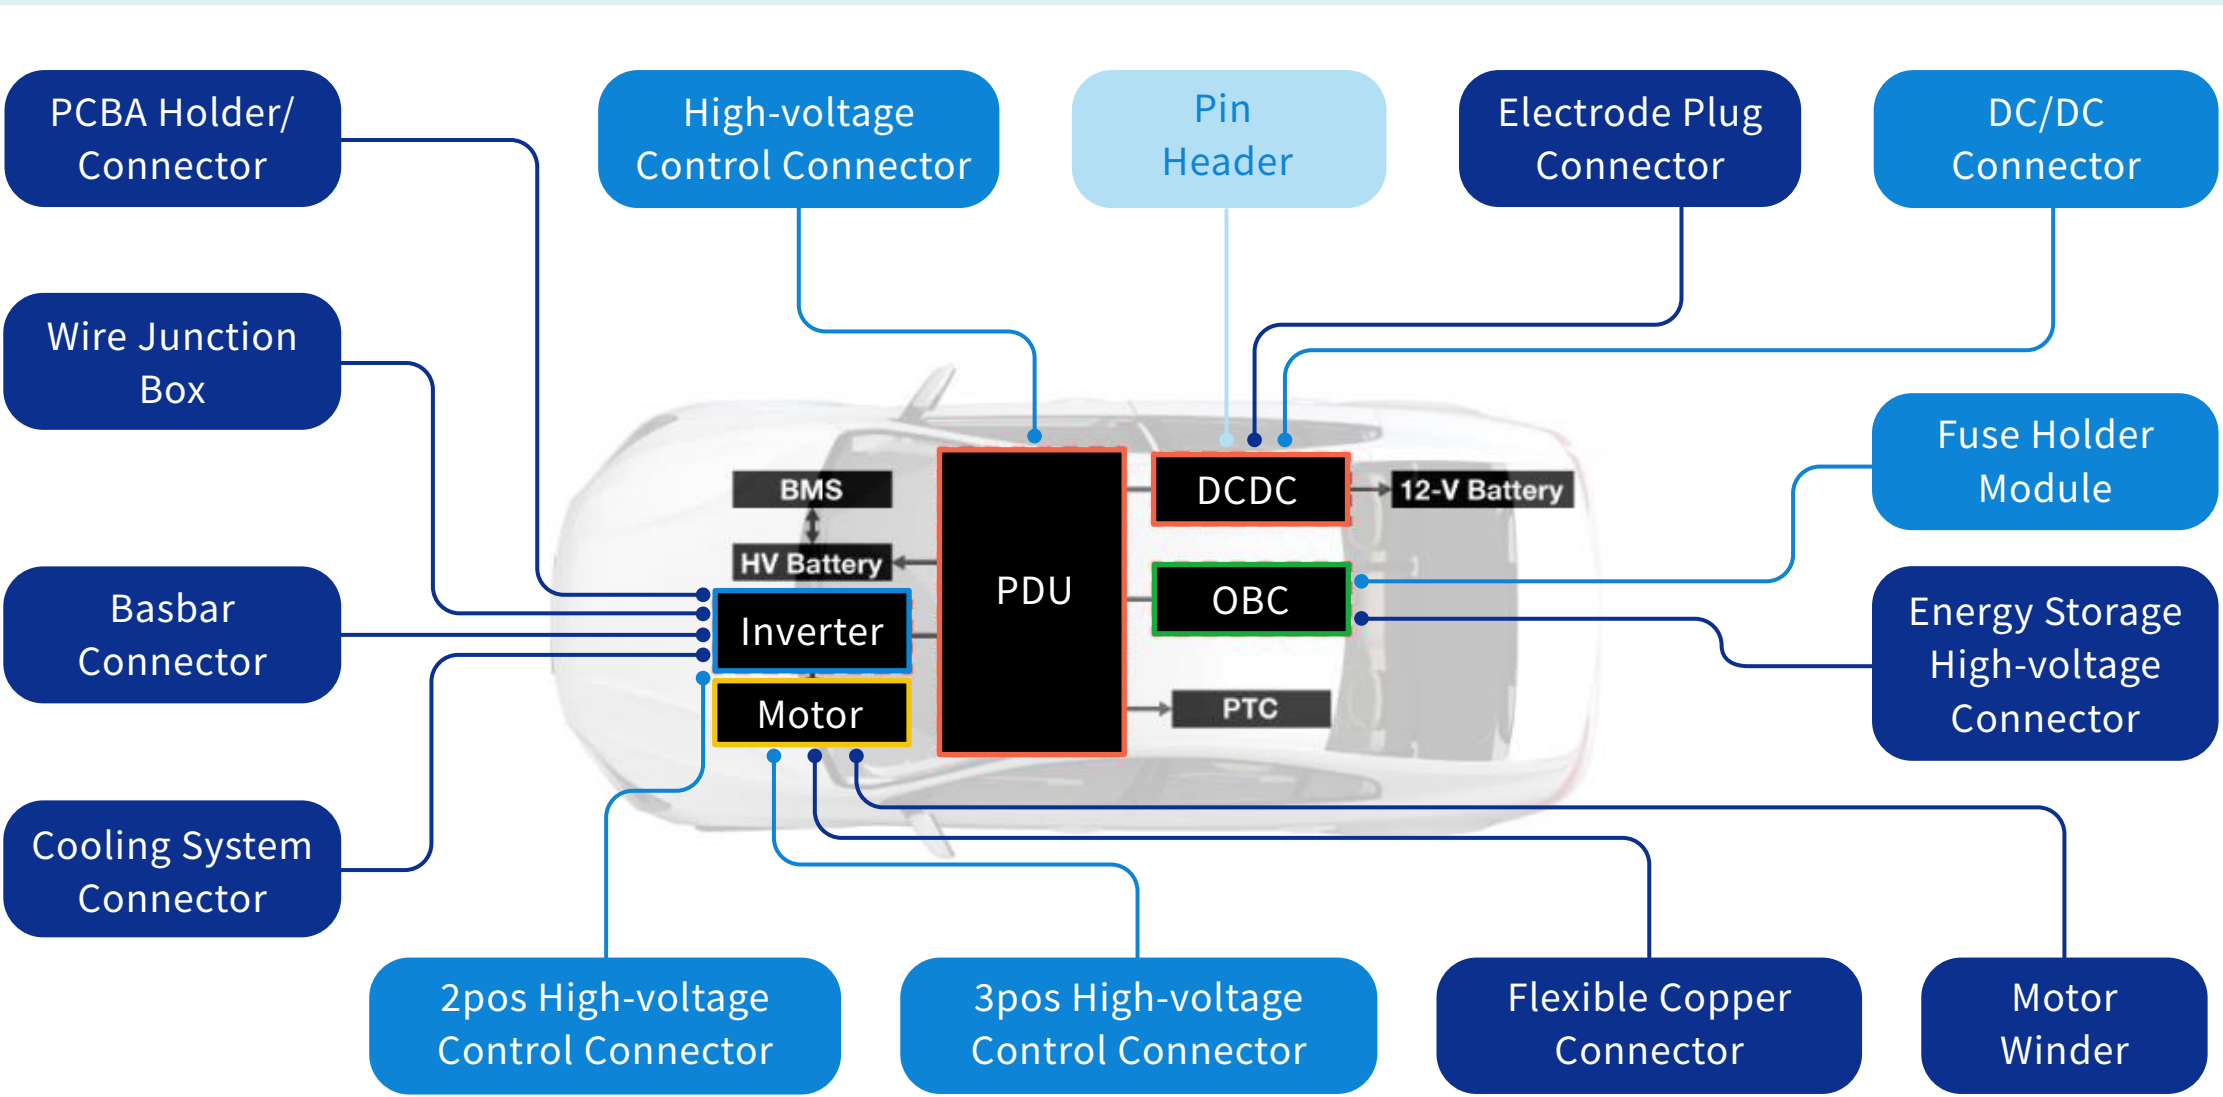 PCBA Holder/
Connector
High-voltage
Control Connector
Pin
Header
Electrode Plug
Connector
DC/DC
Connector
Wire Junction
Box
Fuse Holder
Module
BMS
DCDC
12-V Battery
HV Battery
PDU
OBC
Basbar
Connector
Inverter
Energy Storage
High-voltage
Connector
Motor
PTC
Cooling System
Connector
2pos High-voltage
Control Connector
3pos High-voltage
Control Connector
Flexible Copper
Connector
Motor
Winder